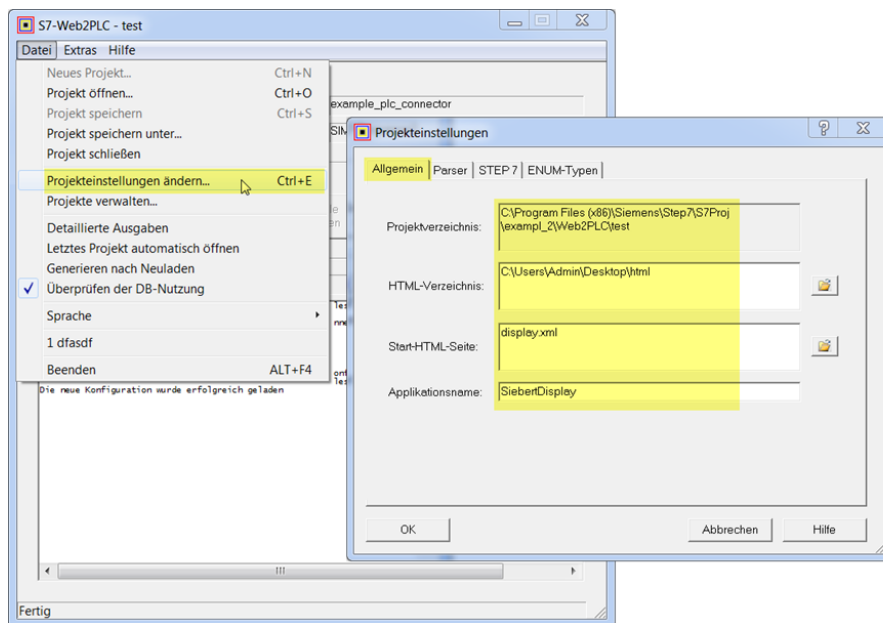 S7-Web2PLC - test
Datei Extras Hilfe
Neues Projekt... Ctrl+N
Projekt öffnen... Ctrl+O
Projekt speichern Ctrl+S
Projekt speichern unter...
Projekt schließen
Projekteinstellungen ändern... Ctrl+E
Projekte verwalten...
Detaillierte Ausgaben
Letztes Projekt automatisch öffnen
Generieren nach Neuladen
Überprüfen der DB-Nutzung
Sprache
1 dfasdf
Beenden ALT+F4
example_plc_connector
Die neue Konfiguration wurde erfolgreich geladen
Fertig
Projekteinstellungen
Allgemein Parser STEP 7 ENUM-Typen
Projektverzeichnis:
C:\Program Files (x86)\Siemens\Step7\S7Proj
\exampl_2\Web2PLC\test
HTML-Verzeichnis:
C:\Users\Admin\Desktop\html
Start-HTML-Seite:
display.xml
Applikationsname:
SiebertDisplay
OK Abbrechen Hilfe